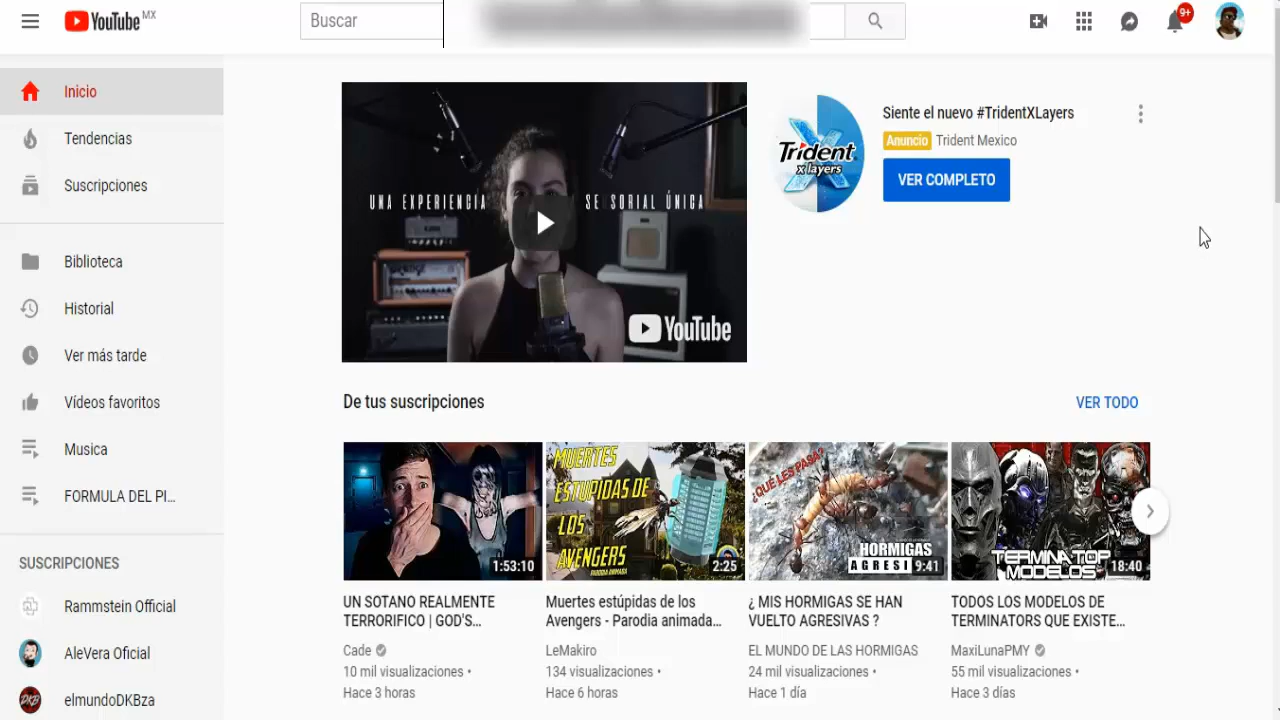 YouTube MX
Buscar
9+
Inicio
Tendencias
Suscripciones
Biblioteca
Historial
Ver más tarde
Vídeos favoritos
Musica
FORMULA DEL PI...
SUSCRIPCIONES
Rammstein Official
AleVera Oficial
DKB
elmundoDKBza
UNA EXPERIENCIA SE SORIAL ÚNICA
YouTube
Trident
x layers
Siente el nuevo #TridentXLayers
Anuncio Trident Mexico
VER COMPLETO
De tus suscripciones
VER TODO
1:53:10
UN SOTANO REALMENTE
TERRORIFICO | GOD'S...
Cade
10 mil visualizaciones •
Hace 3 horas
MUERTES
ESTUPIDAS DE
LOS
AVENGERS
PARODIA ANIMADA
2:25
Muertes estúpidas de los
Avengers - Parodia animada...
LeMakiro
134 visualizaciones •
Hace 6 horas
¿QUÉ LES PASA?
HORMIGAS
AGRESI 9:41
¿ MIS HORMIGAS SE HAN
VUELTO AGRESIVAS ?
EL MUNDO DE LAS HORMIGAS
24 mil visualizaciones •
Hace 1 día
TERMINATOR
MODELOS
18:40
TODOS LOS MODELOS DE
TERMINATORS QUE EXISTE...
MaxiLunaPMY
55 mil visualizaciones •
Hace 3 días